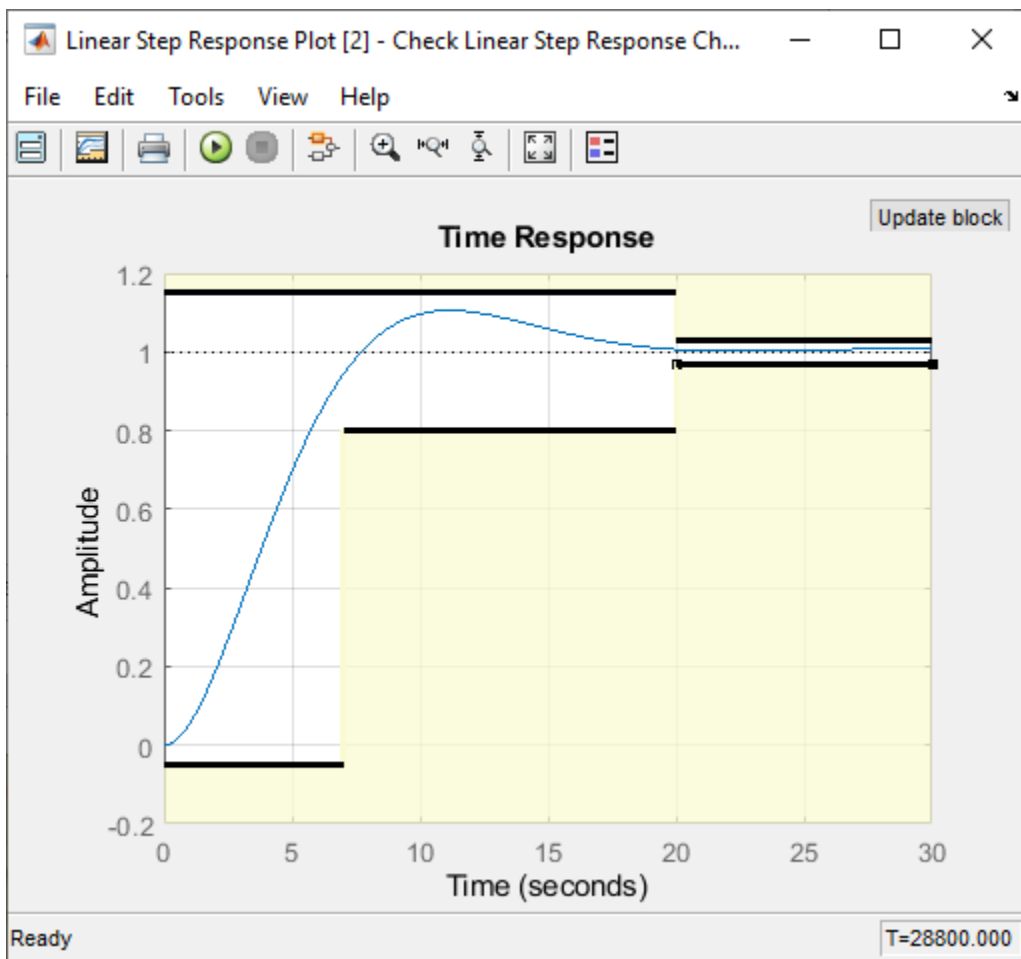 Linear Step Response Plot [2] - Check Linear Step Response Ch...
File Edit Tools View Help
Update block
Time Response
Amplitude
1.2
1
0.8
0.6
0.4
0.2
0
-0.2
0 5 10 15 20 25 30
Time (seconds)
Ready T=28800.000